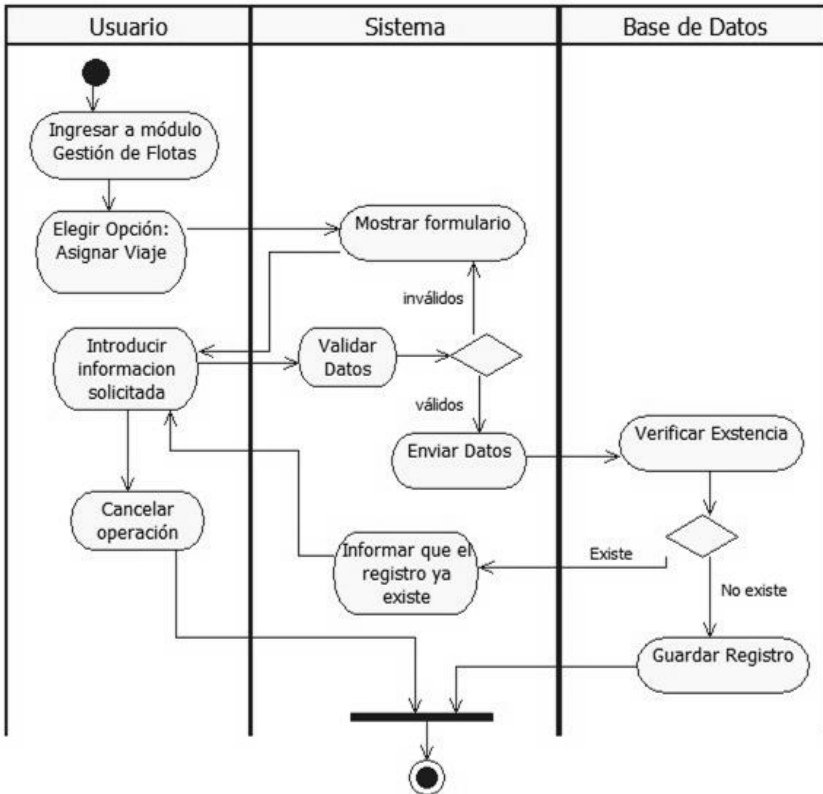 Usuario
Sistema
Base de Datos
Ingresar a módulo
Gestión de Flotas
Elegir Opción:
Asignar Viaje
Mostrar formulario
inválidos
Introducir
informacion
solicitada
Validar
Datos
válidos
Enviar Datos
Verificar Exstencia
Cancelar
operación
Informar que el
registro ya
existe
Existe
No existe
Guardar Registro